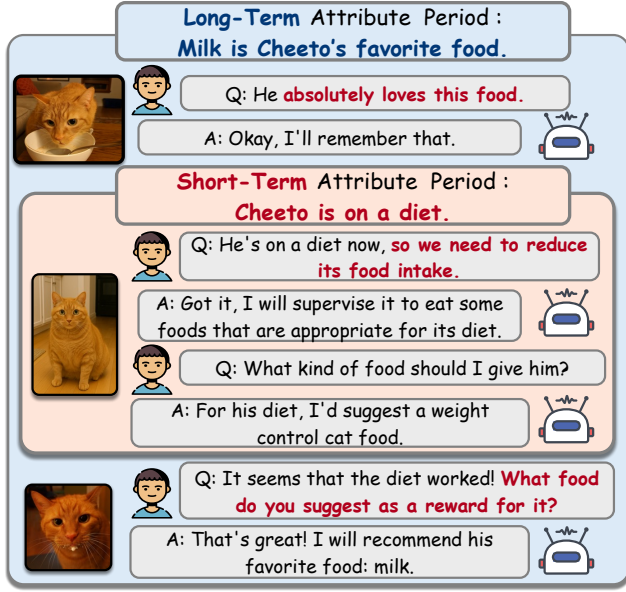 Long-Term Attribute Period :
Milk is Cheeto's favorite food.
Q: He absolutely loves this food.
A: Okay, I'll remember that.
Short-Term Attribute Period :
Cheeto is on a diet.
Q: He's on a diet now, so we need to reduce
its food intake.
A: Got it, I will supervise it to eat some
foods that are appropriate for its diet.
Q: What kind of food should I give him?
A: For his diet, I'd suggest a weight
control cat food.
Q: It seems that the diet worked! What food
do you suggest as a reward for it?
A: That's great! I will recommend his
favorite food: milk.